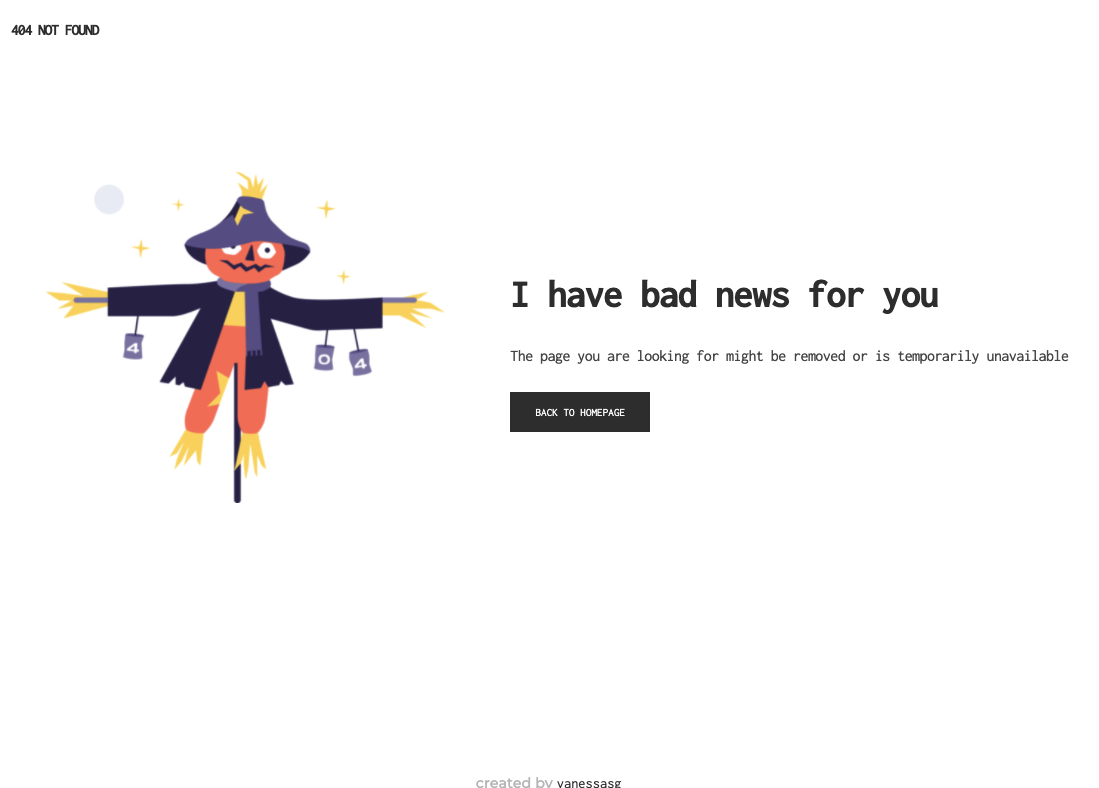 404 NOT FOUND
4
0
4
I have bad news for you
The page you are looking for might be removed or is temporarily unavailable
BACK TO HOMEPAGE
created by vanessasg